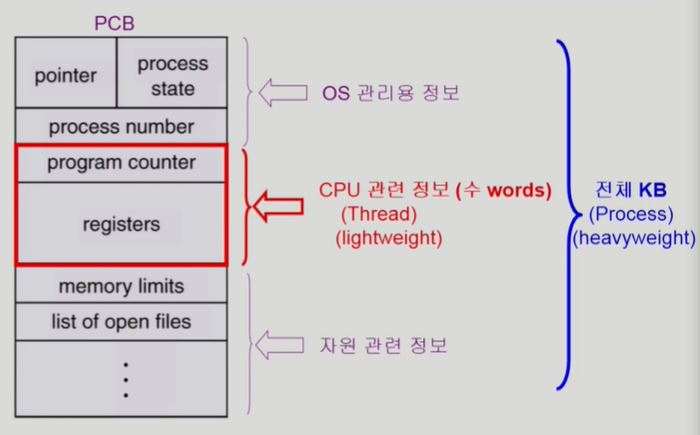 PCB
pointer
process
state
process number
program counter
registers
memory limits
list of open files
OS 관리용 정보
CPU 관련 정보 (수 words)
(Thread)
(lightweight)
자원 관련 정보
전체 KB
(Process)
(heavyweight)